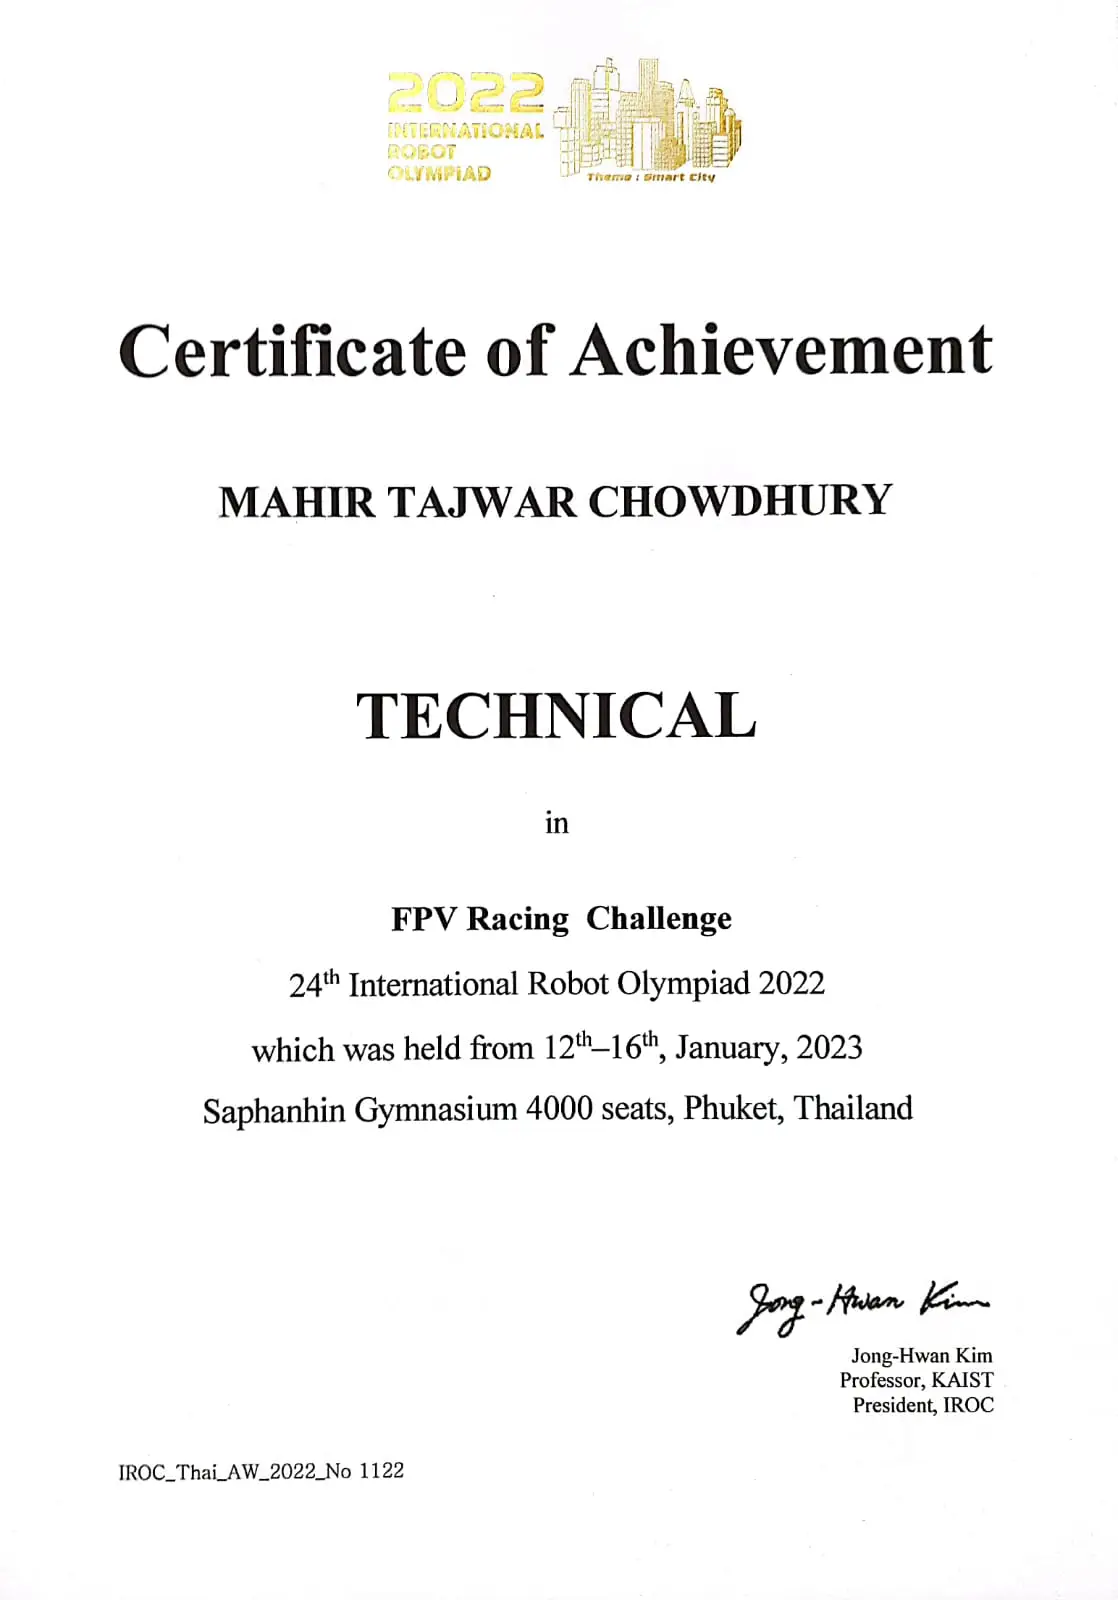 2022
INTERNATIONAL
ROBOT
OLYMPIAD
Theme : Smart City
Certificate of Achievement
MAHIR TAJWAR CHOWDHURY
TECHNICAL
in
FPV Racing Challenge
24th International Robot Olympiad 2022
which was held from 12th–16th, January, 2023
Saphanhin Gymnasium 4000 seats, Phuket, Thailand
Jong-Hwan Kim
Jong-Hwan Kim
Professor, KAIST
President, IROC
IROC_Thai_AW_2022_No 1122